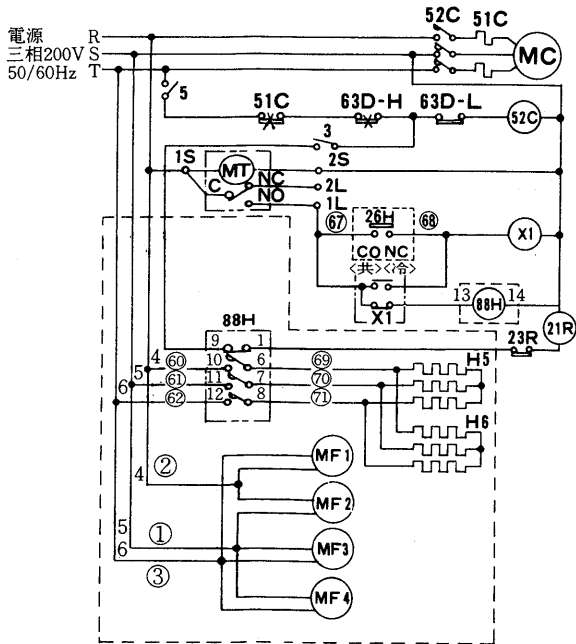 電源 R
三相200V S
50/60Hz T
52C 51C
MC
5
51C
63D-H
63D-L
52C
3
1S
MT
2S
NC
2L
C
NO
1L
67
26H
68
X1
CO NC
〈共〉〈冷〉
X1
13 88H 14
21R
88H
23R
9 1
4 60 10 6 69 H5
5 61 11 7 70
6 62 12 8 71
H6
MF1
②
4
MF2
5 ① MF3
6 ③
MF4